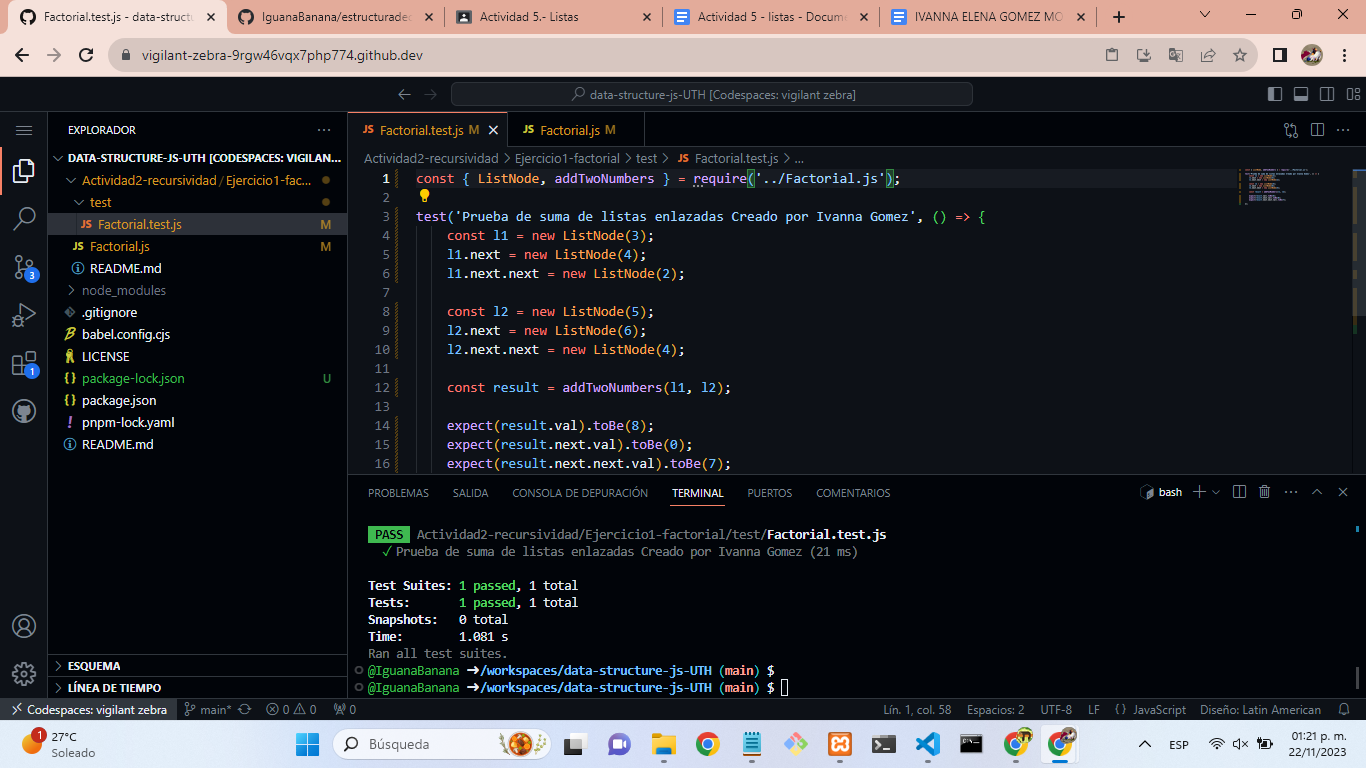 Factorial.test.js - data-structu
IguanaBanana/estructuradec
Actividad 5.- Listas
Actividad 5 - listas - Docume
IVANNA ELENA GOMEZ MO
vigilant-zebra-9rgw46vqx7php774.github.dev
data-structure-js-UTH [Codespaces: vigilant zebra]
EXPLORADOR
DATA-STRUCTURE-JS-UTH [CODESPACES: VIGILAN...
Actividad2-recursividad / Ejercicio1-fac...
test
JS Factorial.test.js M
JS Factorial.js M
README.md
node_modules
.gitignore
babel.config.cjs
LICENSE
{} package-lock.json U
{} package.json
! pnpm-lock.yaml
README.md
3
1
ESQUEMA
LÍNEA DE TIEMPO
JS Factorial.test.js M
JS Factorial.js M
Actividad2-recursividad > Ejercicio1-factorial > test > JS Factorial.test.js > ...
1 const { ListNode, addTwoNumbers } = require('../Factorial.js');
2
3 test('Prueba de suma de listas enlazadas Creado por Ivanna Gomez', () => {
4 const l1 = new ListNode(3);
5 l1.next = new ListNode(4);
6 l1.next.next = new ListNode(2);
7
8 const l2 = new ListNode(5);
9 l2.next = new ListNode(6);
10 l2.next.next = new ListNode(4);
11
12 const result = addTwoNumbers(l1, l2);
13
14 expect(result.val).toBe(8);
15 expect(result.next.val).toBe(0);
16 expect(result.next.next.val).toBe(7);
PROBLEMAS SALIDA CONSOLA DE DEPURACIÓN TERMINAL PUERTOS COMENTARIOS
bash
PASS Actividad2-recursividad/Ejercicio1-factorial/test/Factorial.test.js
✓ Prueba de suma de listas enlazadas Creado por Ivanna Gomez (21 ms)
Test Suites: 1 passed, 1 total
Tests: 1 passed, 1 total
Snapshots: 0 total
Time: 1.081 s
Ran all test suites.
@IguanaBanana ➜/workspaces/data-structure-js-UTH (main) $
@IguanaBanana ➜/workspaces/data-structure-js-UTH (main) $
Codespaces: vigilant zebra
main*
0 0
0
Lín. 1, col. 58
Espacios: 2
UTF-8
LF
{} JavaScript
Diseño: Latin American
1
27°C
Soleado
Búsqueda
ESP
01:21 p. m.
22/11/2023